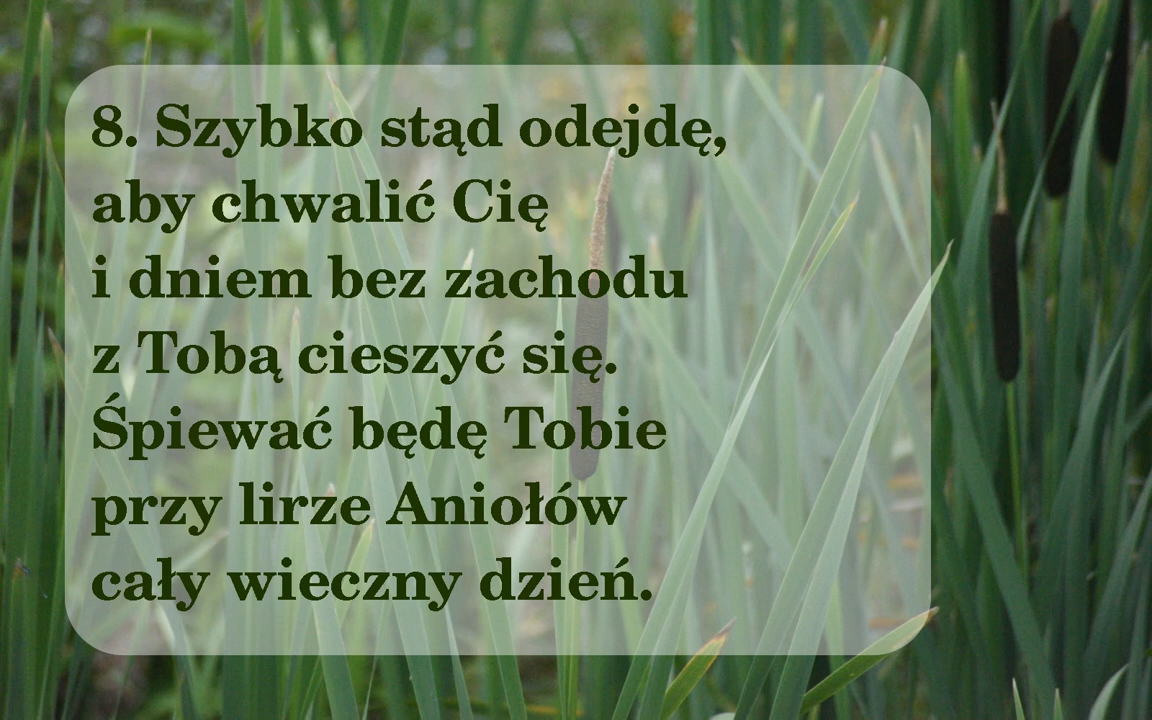 8. Szybko stąd odejdę,
aby chwalić Cię
i dniem bez zachodu
z Tobą cieszyć się.
Śpiewać będę Tobie
przy lirze Aniołów
cały wieczny dzień.